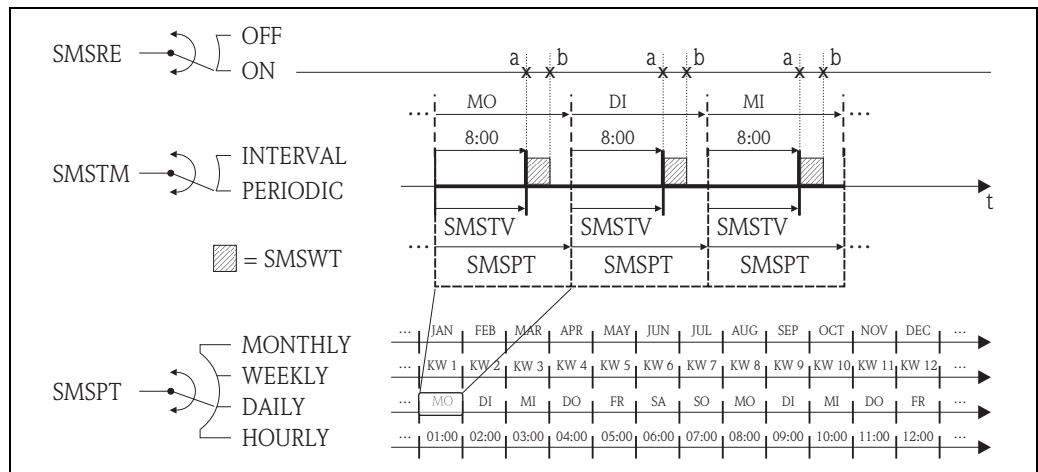 SMSRE
OFF
ON
a b a b a b
... MO DI MI ...
8:00 8:00 8:00
SMSTM
INTERVAL
PERIODIC
t
SMSTV SMSTV SMSTV
= SMSWT
... SMSPT SMSPT SMSPT ...
SMSPT
MONTHLY
... JAN FEB MAR APR MAY JUN JUL AUG SEP OCT NOV DEC ...
WEEKLY
... KW 1 KW 2 KW 3 KW 4 KW 5 KW 6 KW 7 KW 8 KW 9 KW 10 KW 11 KW 12 ...
DAILY
... MO DI MI DO FR SA SO MO DI MI DO FR ...
HOURLY
... 01:00 02:00 03:00 04:00 05:00 06:00 07:00 08:00 09:00 10:00 11:00 12:00 ...